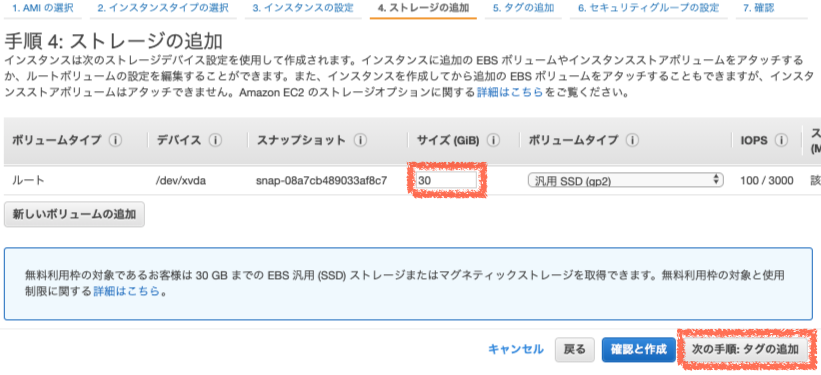 1. AMI の選択 2. インスタンスタイプの選択 3. インスタンスの設定 4. ストレージの追加 5. タグの追加 6. セキュリティグループの設定 7. 確認
手順 4: ストレージの追加
インスタンスは次のストレージデバイス設定を使用して作成されます。インスタンスに追加の EBS ボリュームやインスタンスストアボリュームをアタッチする
か、ルートボリュームの設定を編集することができます。また、インスタンスを作成してから追加の EBS ボリュームをアタッチすることもできますが、インスタ
ンスストアボリュームはアタッチできません。Amazon EC2 のストレージオプションに関する詳細はこちらをご覧ください。
ボリュームタイプ デバイス スナップショット サイズ (GiB) ボリュームタイプ IOPS ス
(M
ルート /dev/xvda snap-08a7cb489033af8c7 30 汎用 SSD (gp2) 100 / 3000 該
新しいボリュームの追加
無料利用枠の対象であるお客様は 30 GB までの EBS 汎用 (SSD) ストレージまたはマグネティックストレージを取得できます。無料利用枠の対象と使用
制限に関する詳細はこちら。
キャンセル 戻る 確認と作成 次の手順: タグの追加